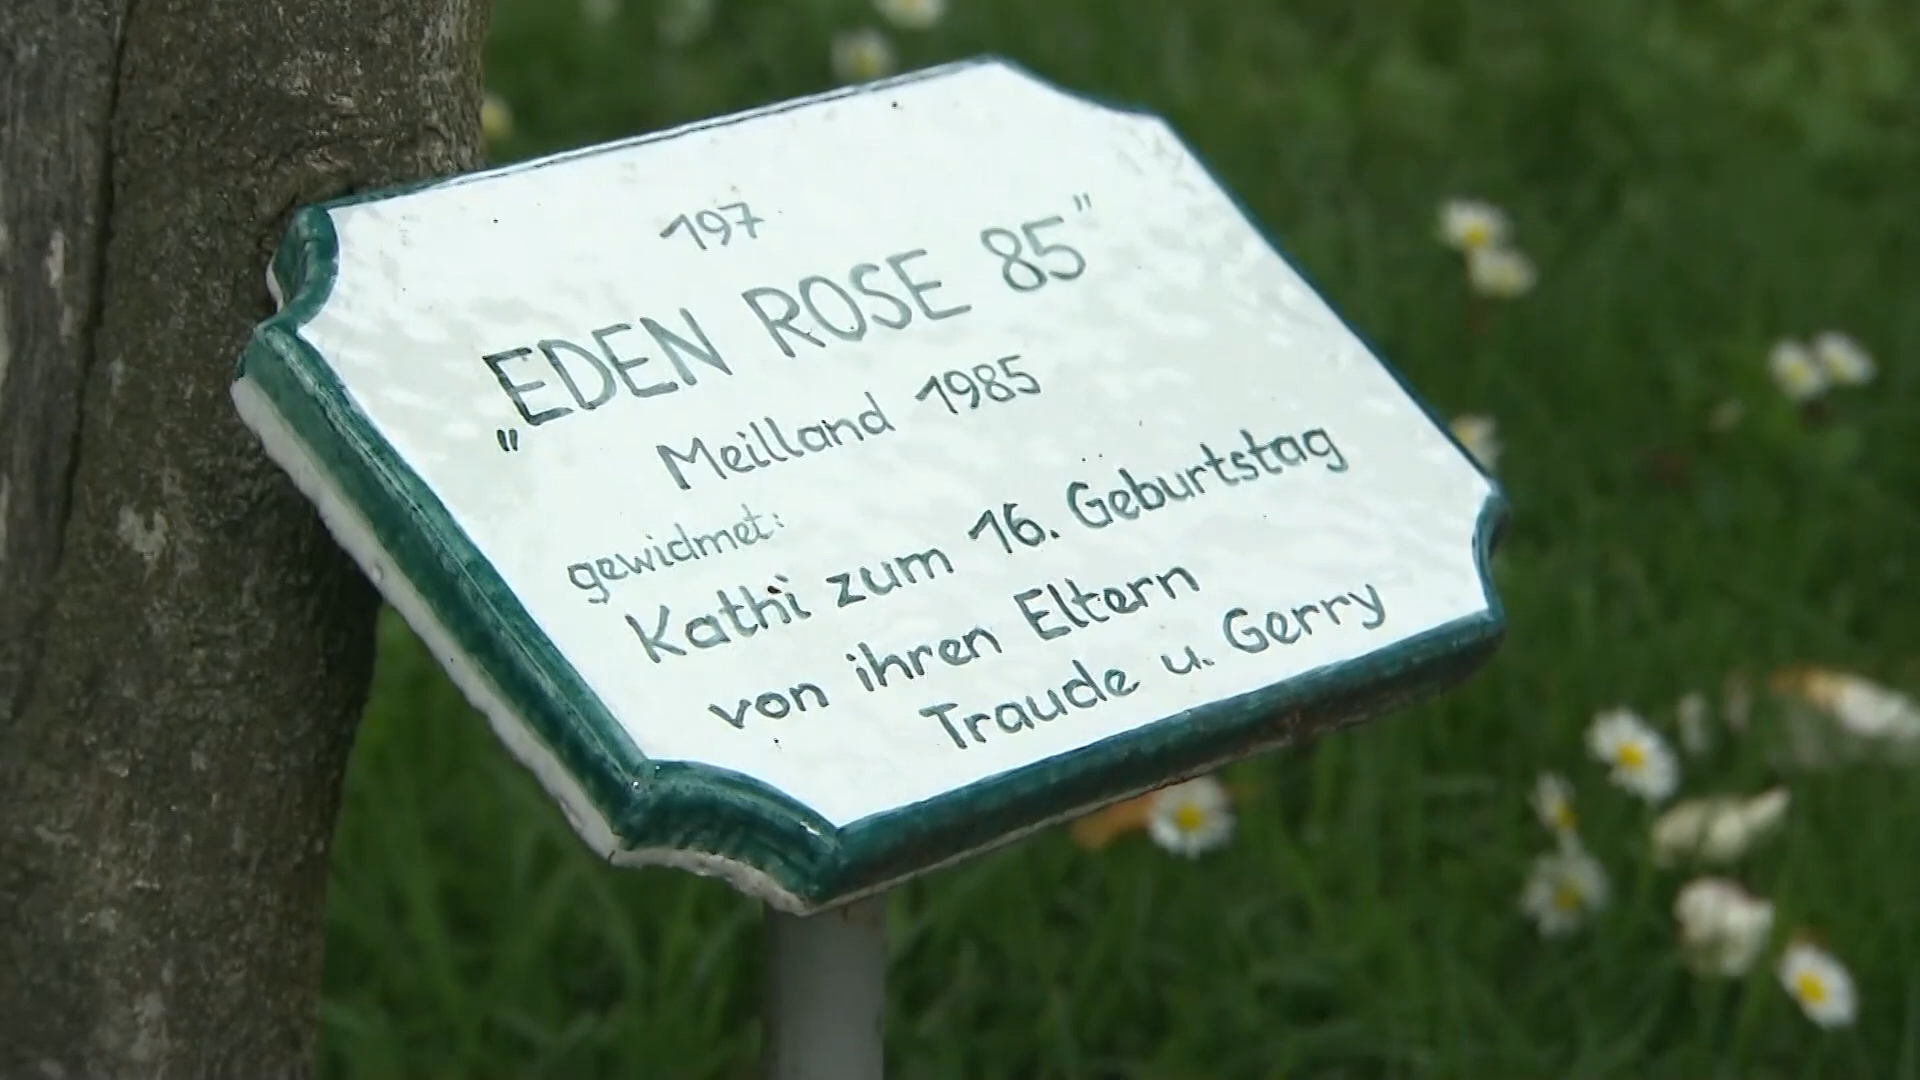 197
„EDEN ROSE 85”
Meilland 1985
gewidmet:
Kathi zum 16. Geburtstag
von ihren Eltern
Traude u. Gerry